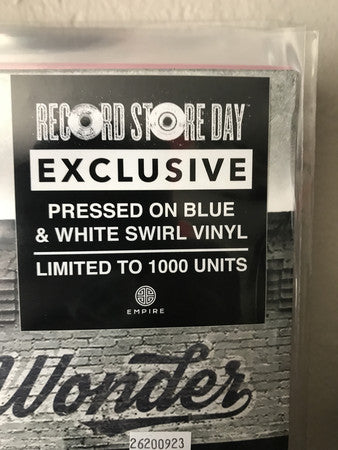 RECORD STORE DAY
EXCLUSIVE
PRESSED ON BLUE
& WHITE SWIRL VINYL
LIMITED TO 1000 UNITS
EMPIRE
Wonder
26200923